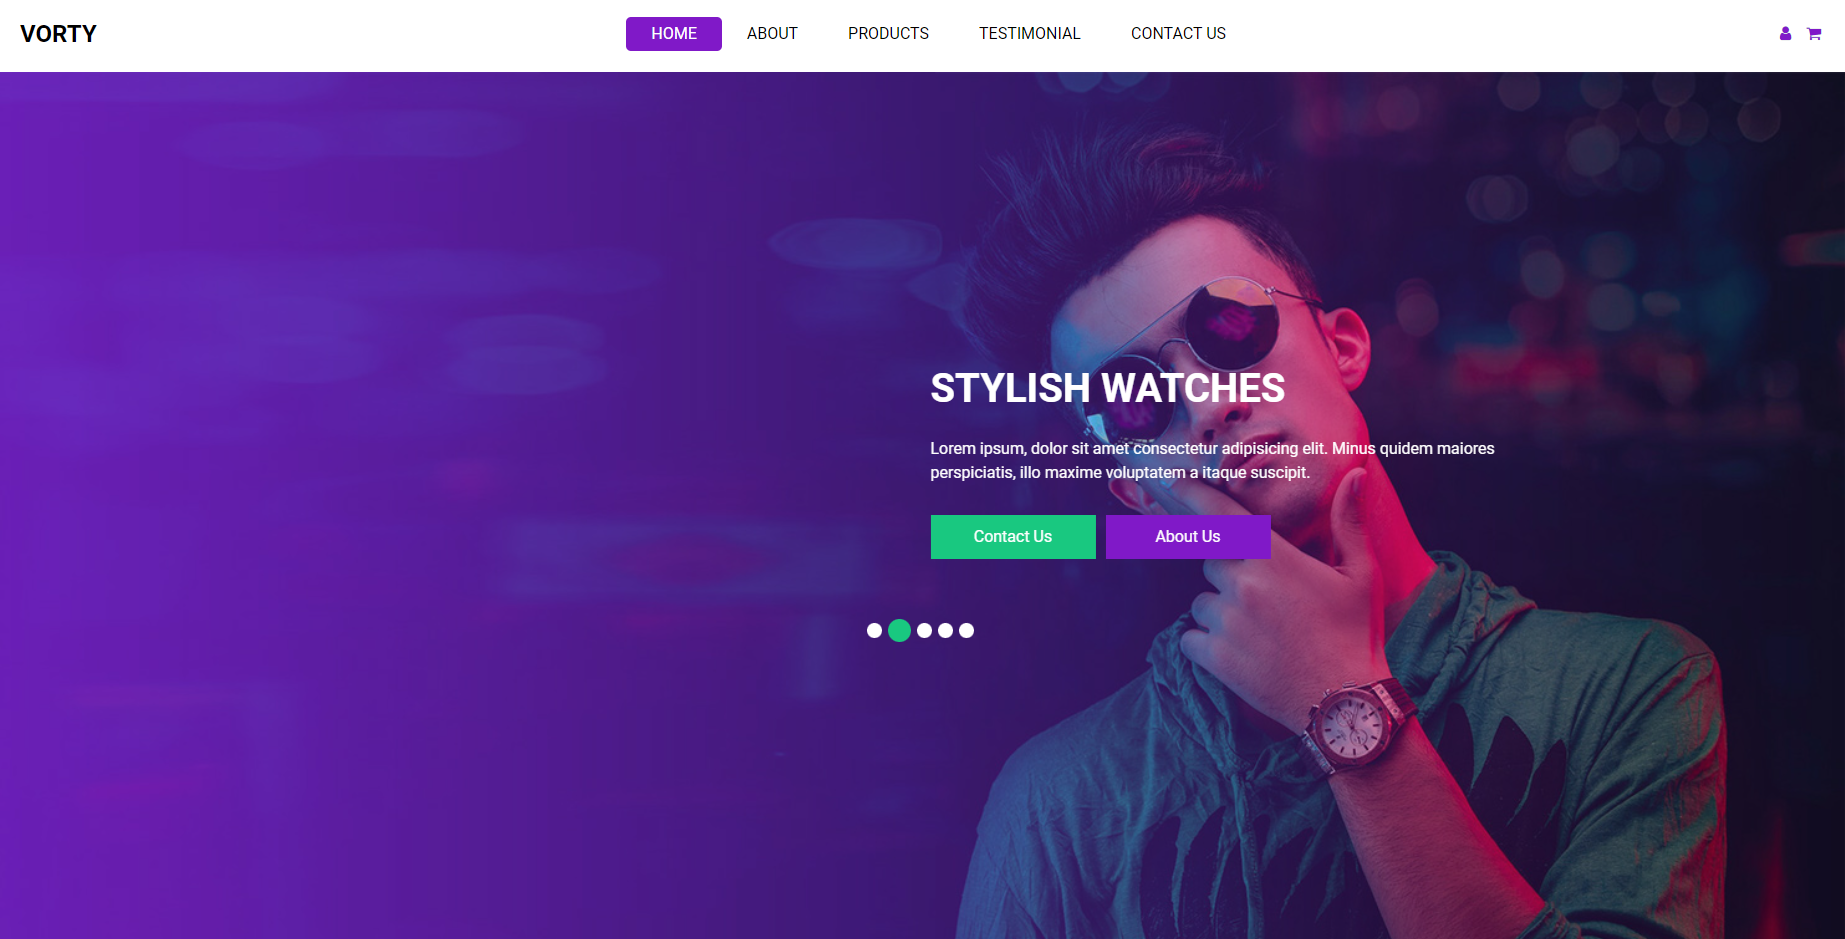 VORTY
HOME ABOUT PRODUCTS TESTIMONIAL CONTACT US
STYLISH WATCHES
Lorem ipsum, dolor sit amet consectetur adipisicing elit. Minus quidem maiores
perspiciatis, illo maxime voluptatem a itaque suscipit.
Contact Us About Us